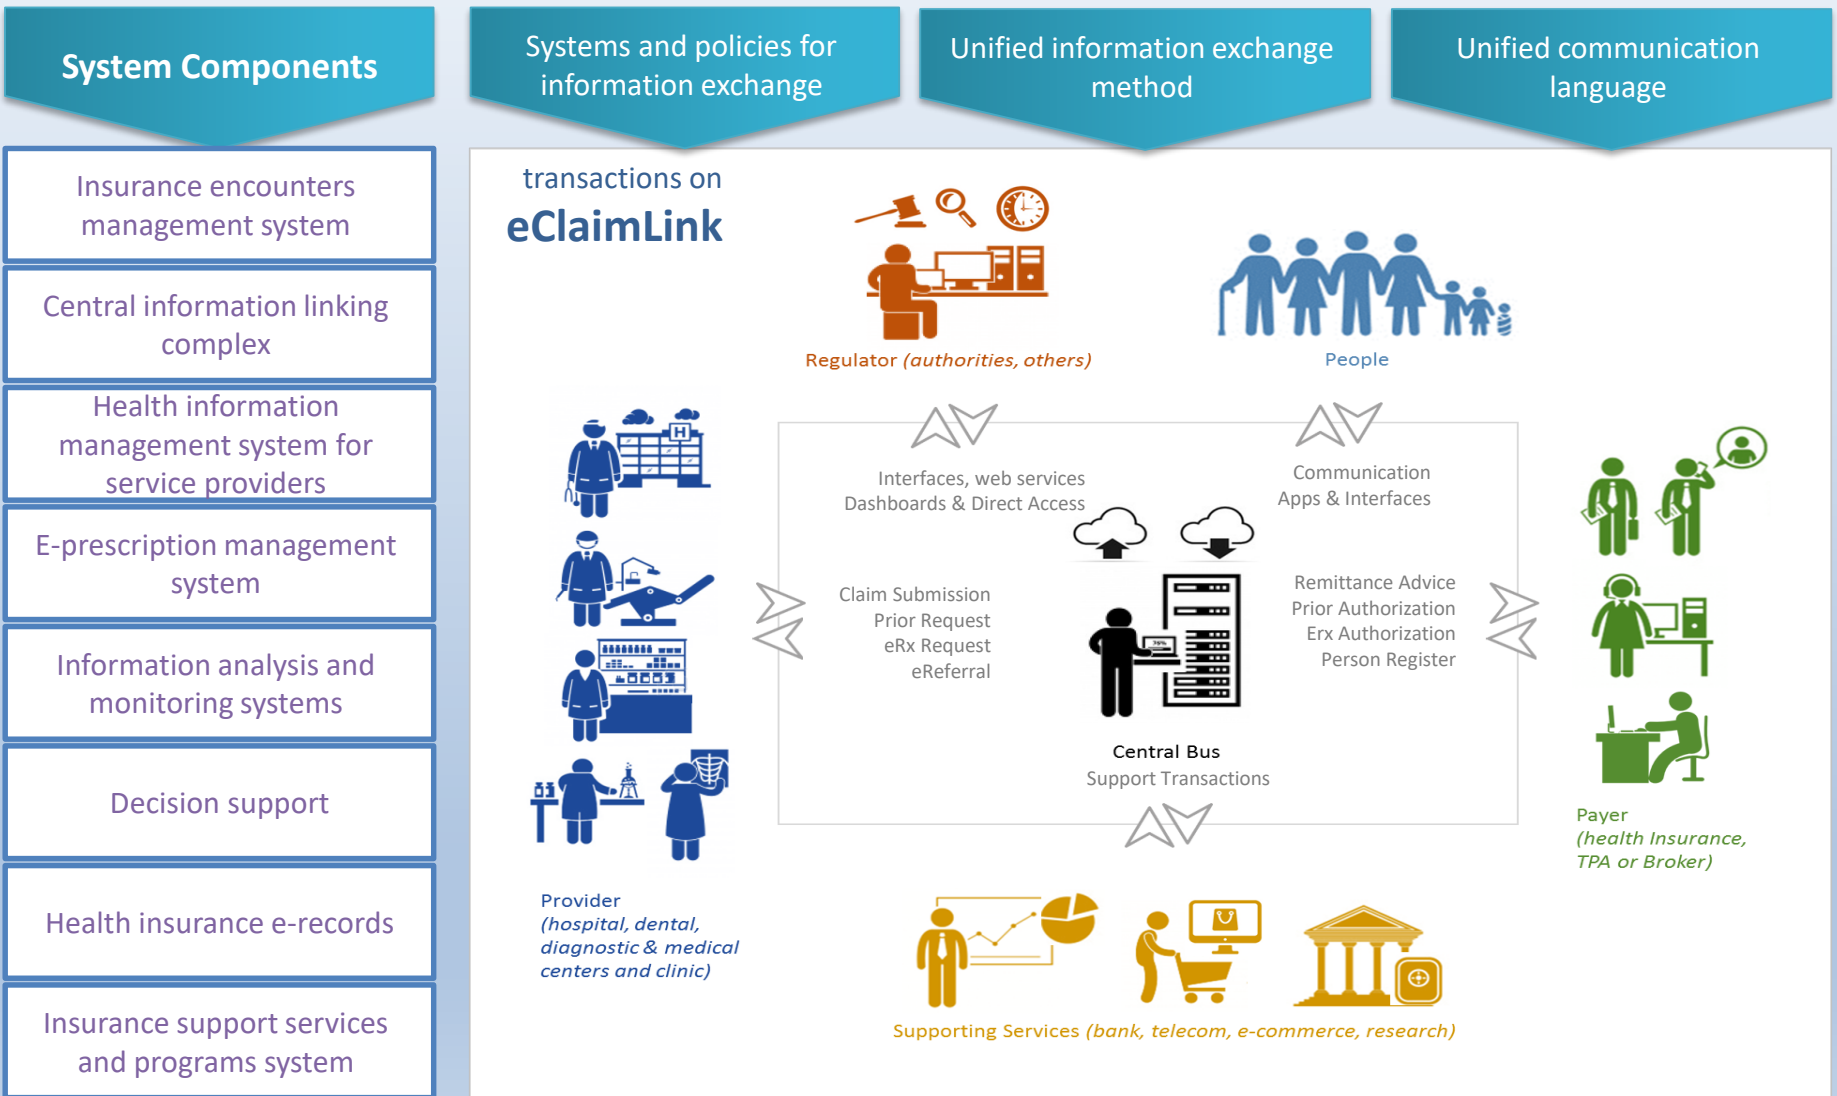 System Components
Systems and policies for
information exchange
Unified information exchange
method
Unified communication
language
Insurance encounters
management system
Central information linking
complex
Health information
management system for
service providers
E-prescription management
system
Information analysis and
monitoring systems
Decision support
Health insurance e-records
Insurance support services
and programs system
transactions on
eClaimLink
Regulator (authorities, others)
People
H
Interfaces, web services
Dashboards & Direct Access
Communication
Apps & Interfaces
Claim Submission
Prior Request
eRx Request
eReferral
Remittance Advice
Prior Authorization
Erx Authorization
Person Register
Central Bus
Support Transactions
Provider
(hospital, dental,
diagnostic & medical
centers and clinic)
Payer
(health Insurance,
TPA or Broker)
Supporting Services (bank, telecom, e-commerce, research)